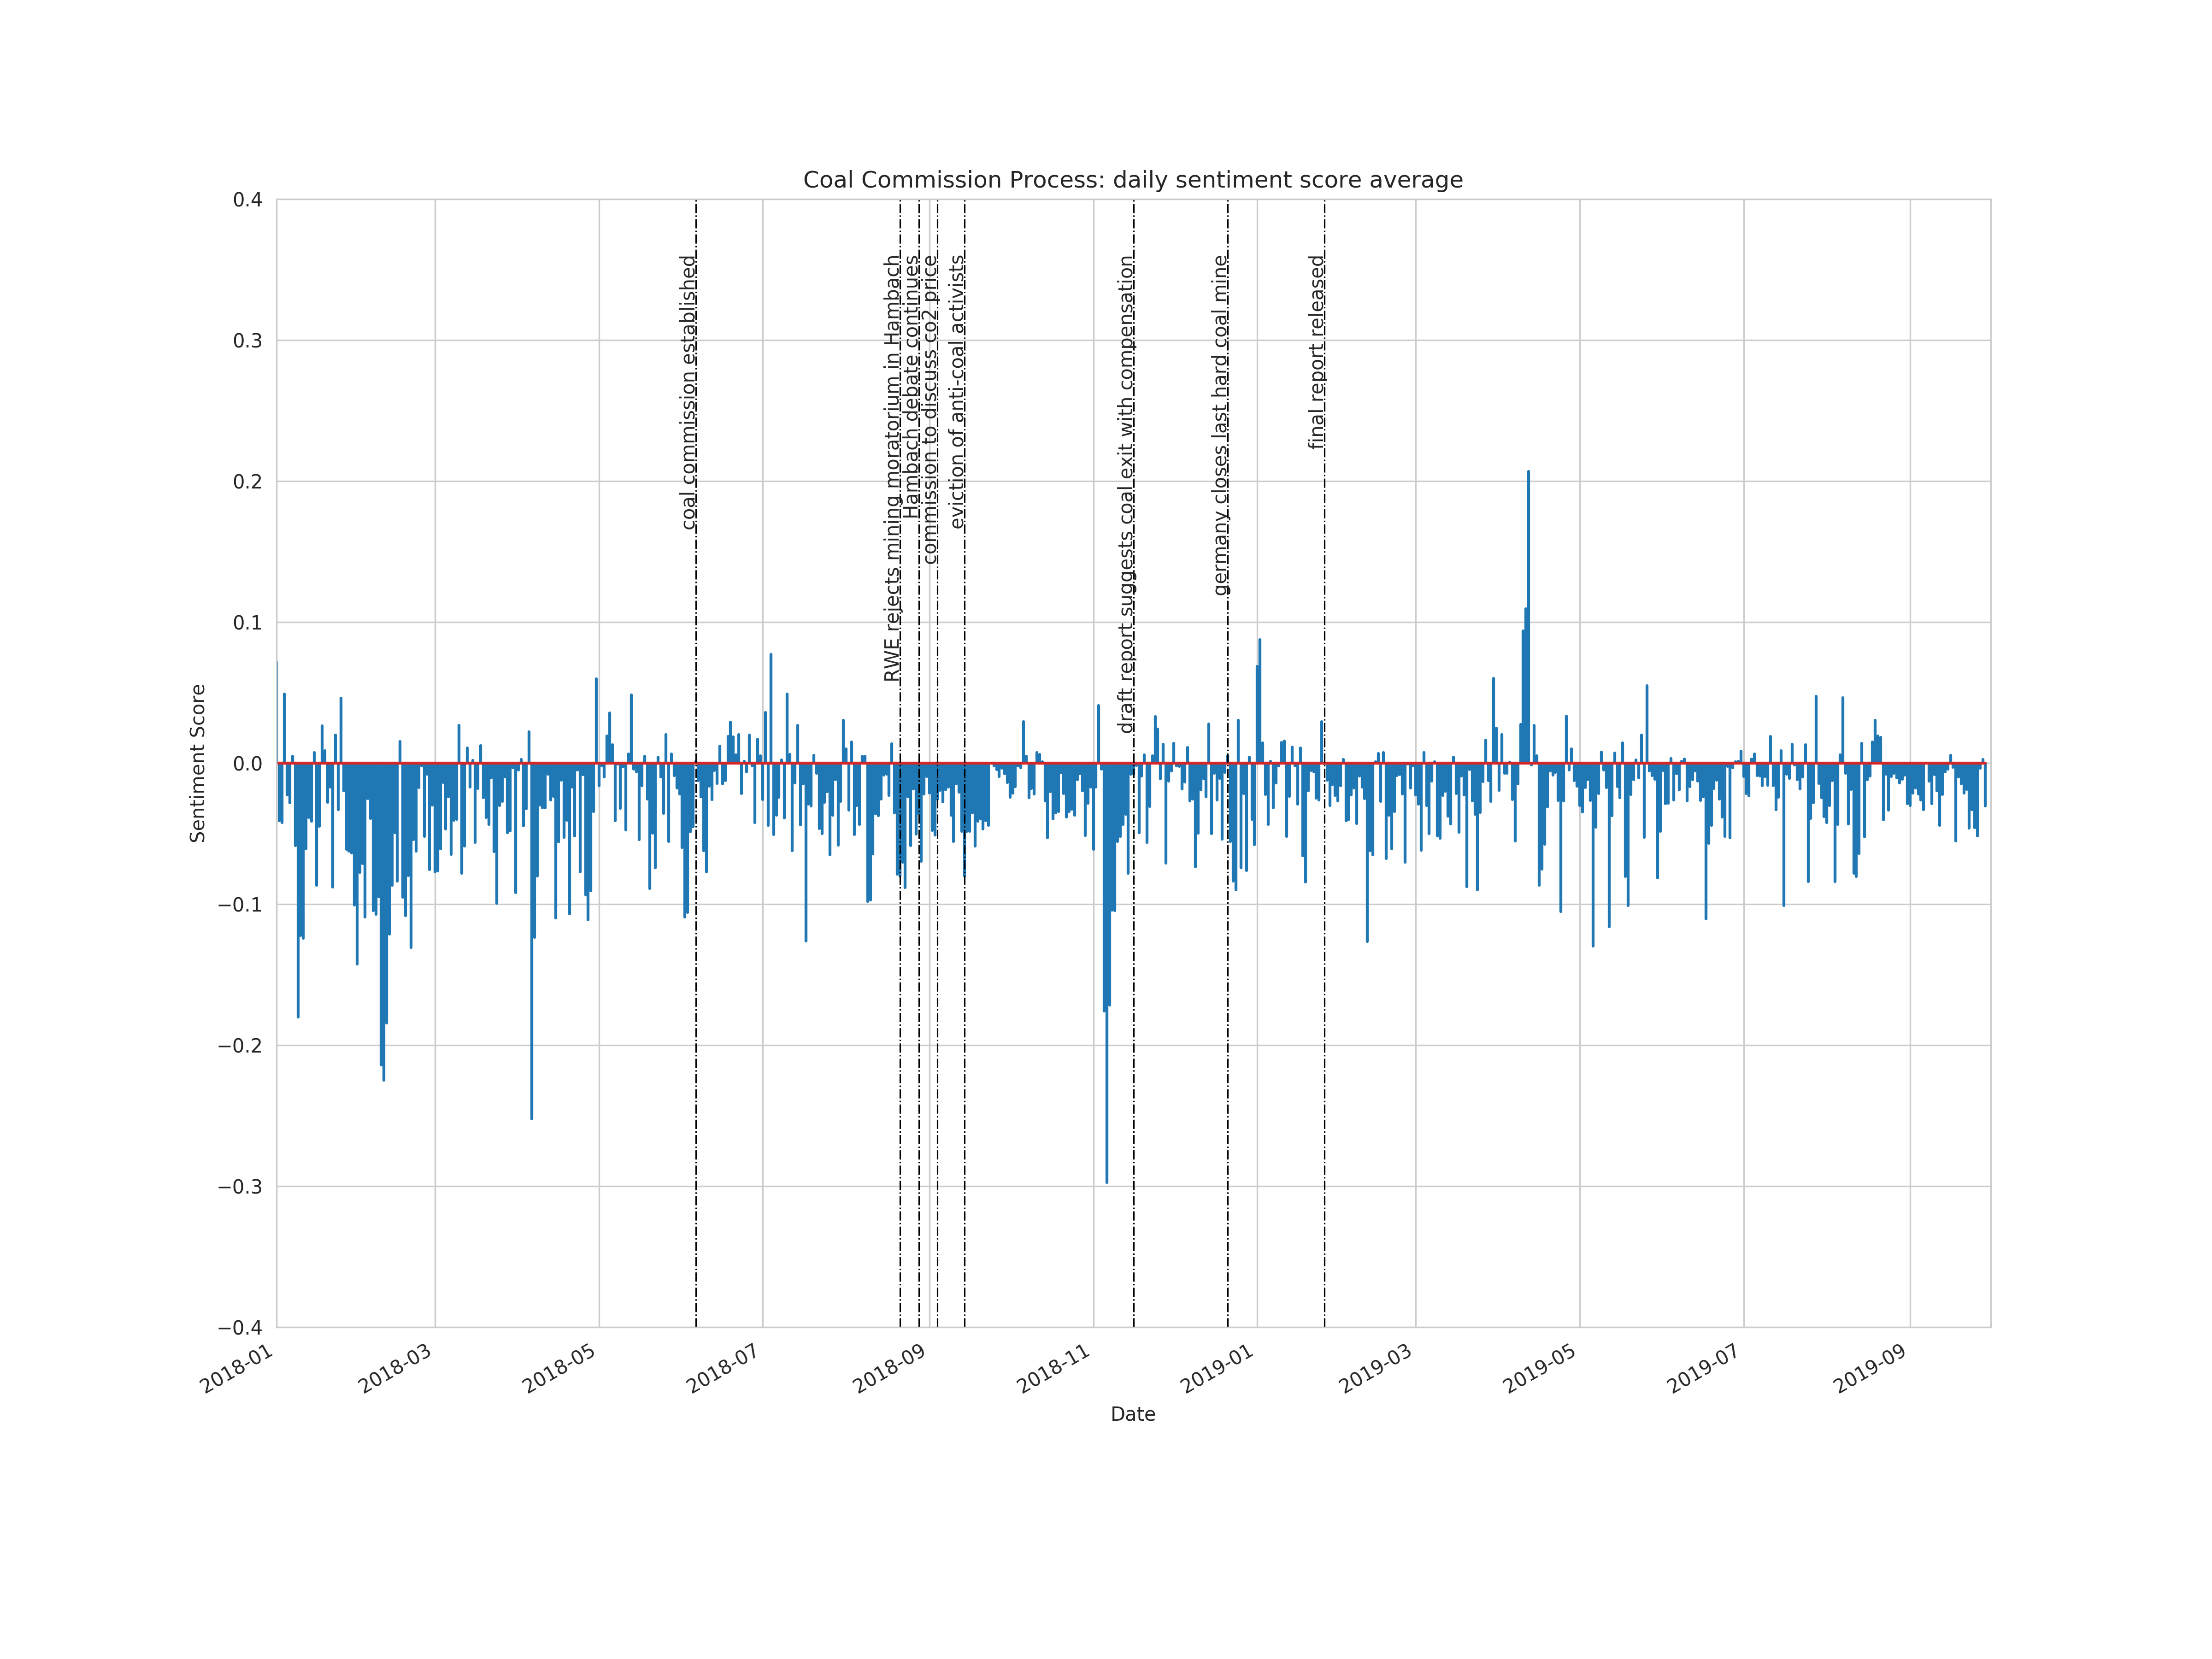 Coal Commission Process: daily sentiment score average
0.4
0.3
0.2
0.1
0.0
−0.1
−0.2
−0.3
−0.4
Sentiment Score
coal commission established
RWE rejects mining moratorium in Hambach
Hambach debate continues
commission to discuss co2 price
eviction of anti-coal activists
draft report suggests coal exit with compensation
germany closes last hard coal mine
final report released
2018-01
2018-03
2018-05
2018-07
2018-09
2018-11
2019-01
2019-03
2019-05
2019-07
2019-09
Date